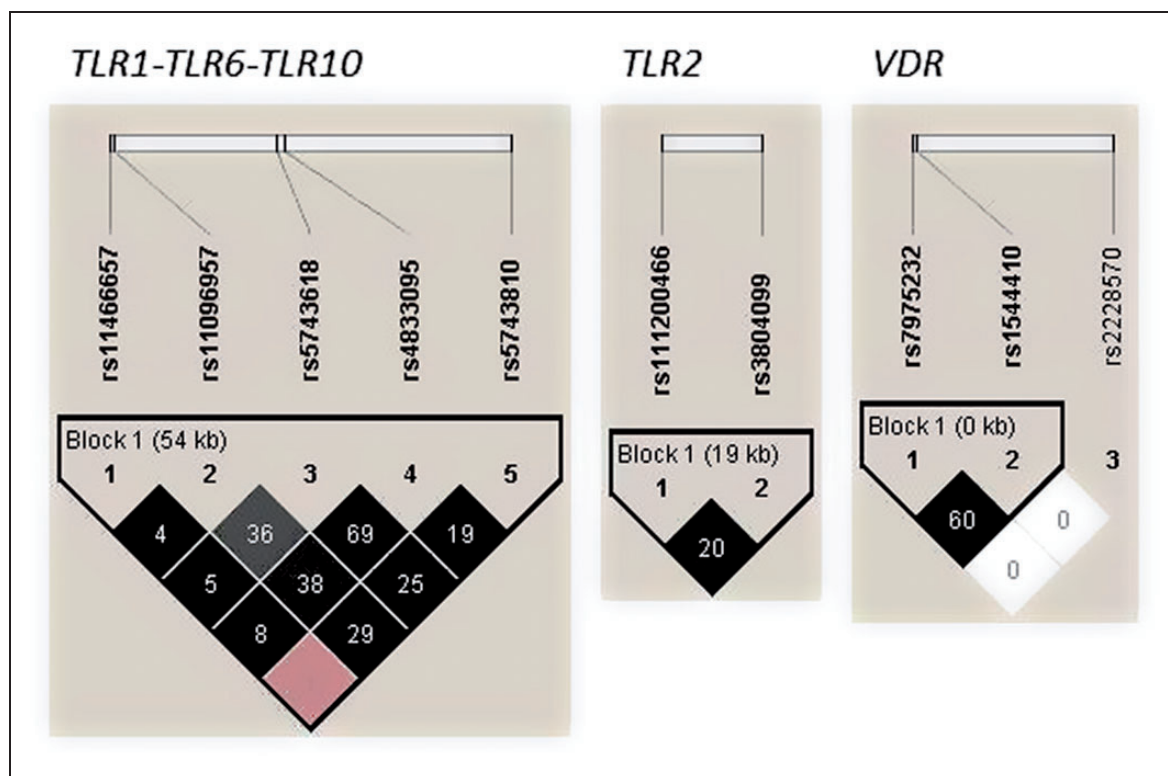 TLR1-TLR6-TLR10
rs11466657
rs11096957
rs5743618
rs4833095
rs5743810
Block 1 (54 kb)
1 2 3 4 5
4 36 69 19
5 38 25
8 29
TLR2
rs111200466
rs3804099
Block 1 (19 kb)
1 2
20
VDR
rs7975232
rs1544410
rs2228570
Block 1 (0 kb)
1 2 3
60 0
0